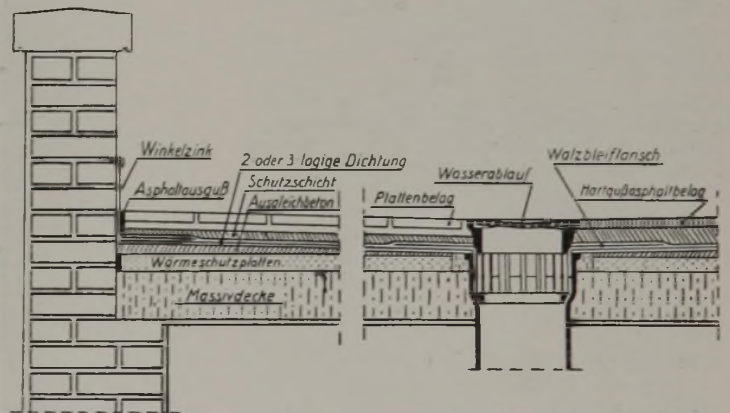 Winkelzink
2 oder 3 lagige Dichtung
Asphaltausguß
Schutzschicht
Ausgleichbeton
Wärmeschutzplatten
Massivdecke
Wasserablauf
Plattenbelag
Walzbleiflansch
Hartgußasphaltbelag